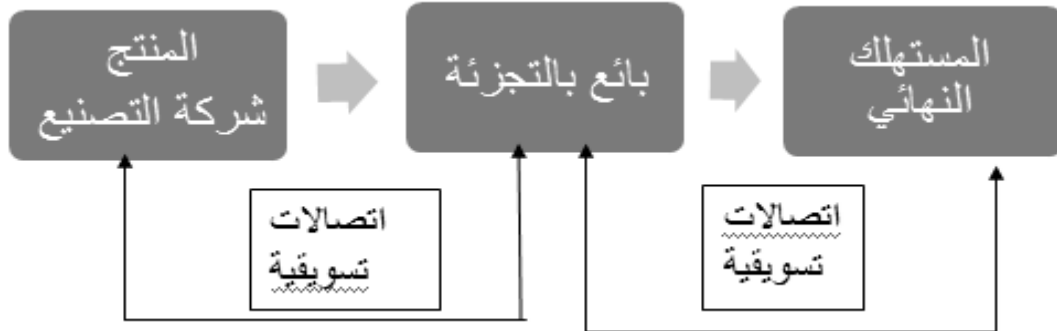 المنتج
شركة التصنيع
بائع بالتجزئة
المستهلك
النهائي
اتصالات
تسويقية
اتصالات
تسويقية